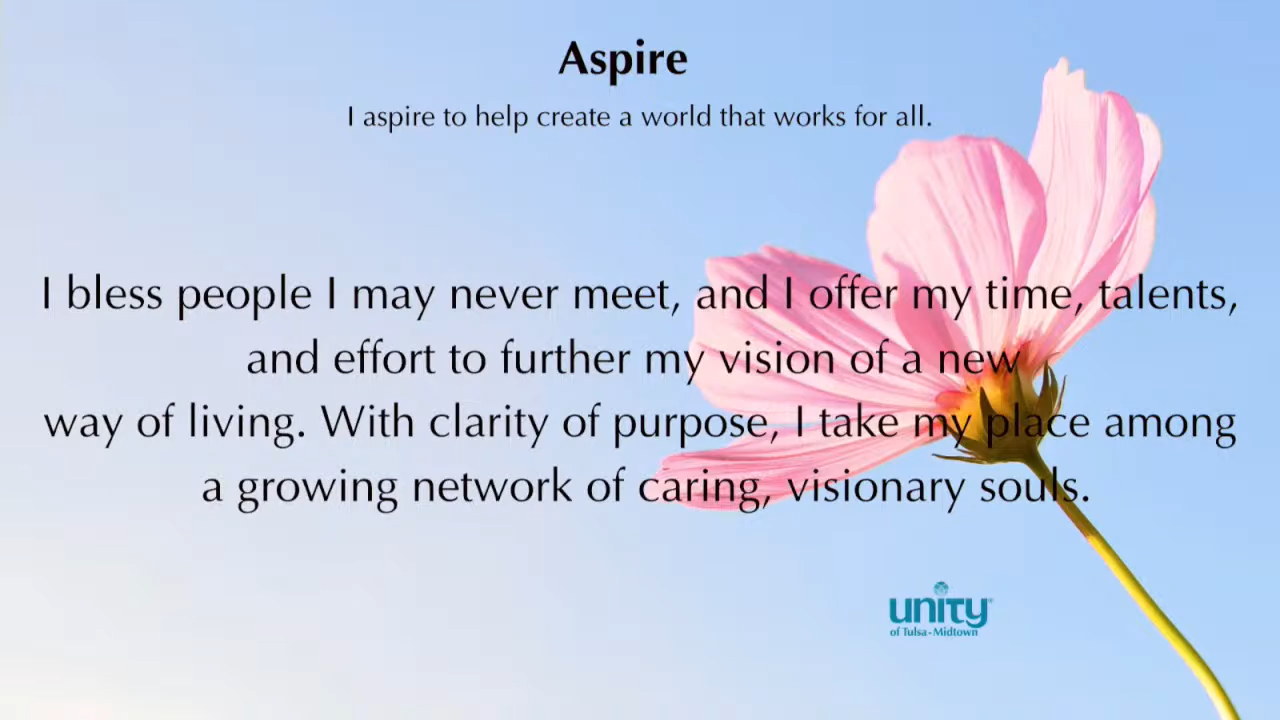 Aspire
I aspire to help create a world that works for all.
I bless people I may never meet, and I offer my time, talents,
and effort to further my vision of a new
way of living. With clarity of purpose, I take my place among
a growing network of caring, visionary souls.
unity
of Tulsa - Midtown